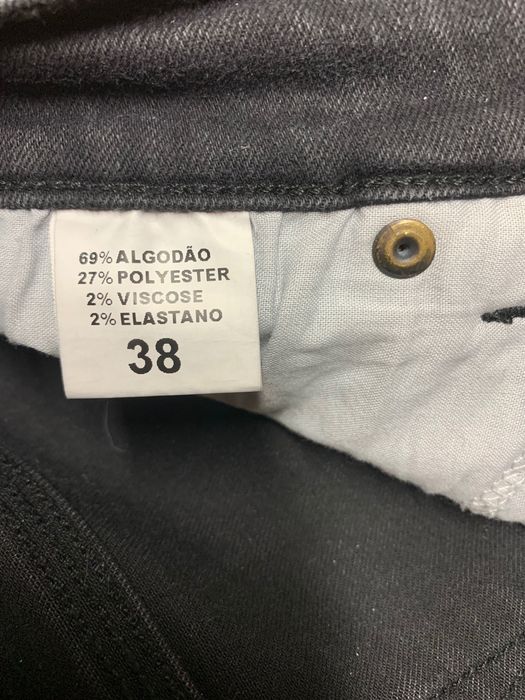 69% ALGODÃO
27% POLYESTER
2% VISCOSE
2% ELASTANO
38